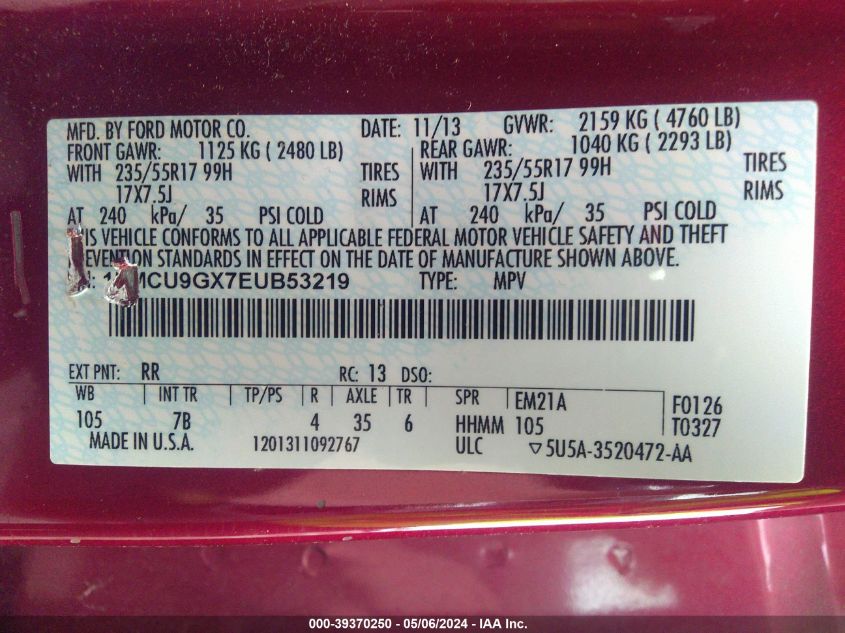 MFD. BY FORD MOTOR CO. DATE: 11/13 GVWR: 2159 KG ( 4760 LB)
FRONT GAWR: 1125 KG ( 2480 LB) REAR GAWR: 1040 KG ( 2293 LB)
WITH 235/55R17 99H TIRES WITH 235/55R17 99H TIRES
17X7.5J RIMS 17X7.5J RIMS
AT 240 kPa/ 35 PSI COLD AT 240 kPa/ 35 PSI COLD
IS VEHICLE CONFORMS TO ALL APPLICABLE FEDERAL MOTOR VEHICLE SAFETY AND THEFT
EVENTION STANDARDS IN EFFECT ON THE DATE OF MANUFACTURE SHOWN ABOVE.
: 1 MCU9GX7EUB53219 TYPE: MPV
EXT PNT: RR RC: 13 DSO:
WB INT TR TP/PS R AXLE TR SPR EM21A F0126
105 7B 4 35 6 HHMM 105 T0327
MADE IN U.S.A. 1201311092767 ULC ▽5U5A-3520472-AA
000-39370250 - 05/06/2024 - IAA Inc.